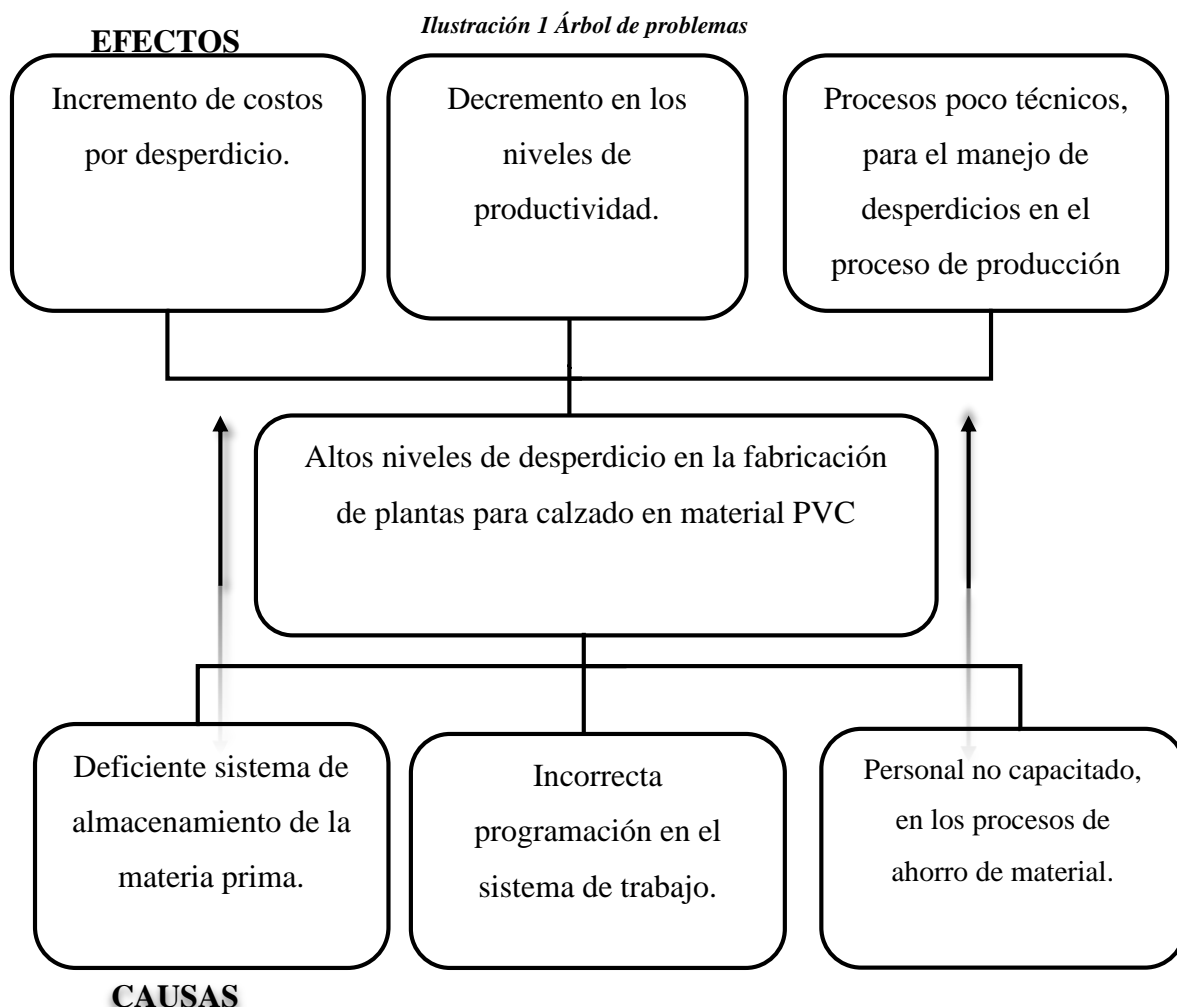 Ilustración 1 Árbol de problemas
EFECTOS
Incremento de costos
por desperdicio.
Decremento en los
niveles de
productividad.
Procesos poco técnicos,
para el manejo de
desperdicios en el
proceso de producción
Altos niveles de desperdicio en la fabricación
de plantas para calzado en material PVC
Deficiente sistema de
almacenamiento de la
materia prima.
Incorrecta
programación en el
sistema de trabajo.
Personal no capacitado,
en los procesos de
ahorro de material.
CAUSAS